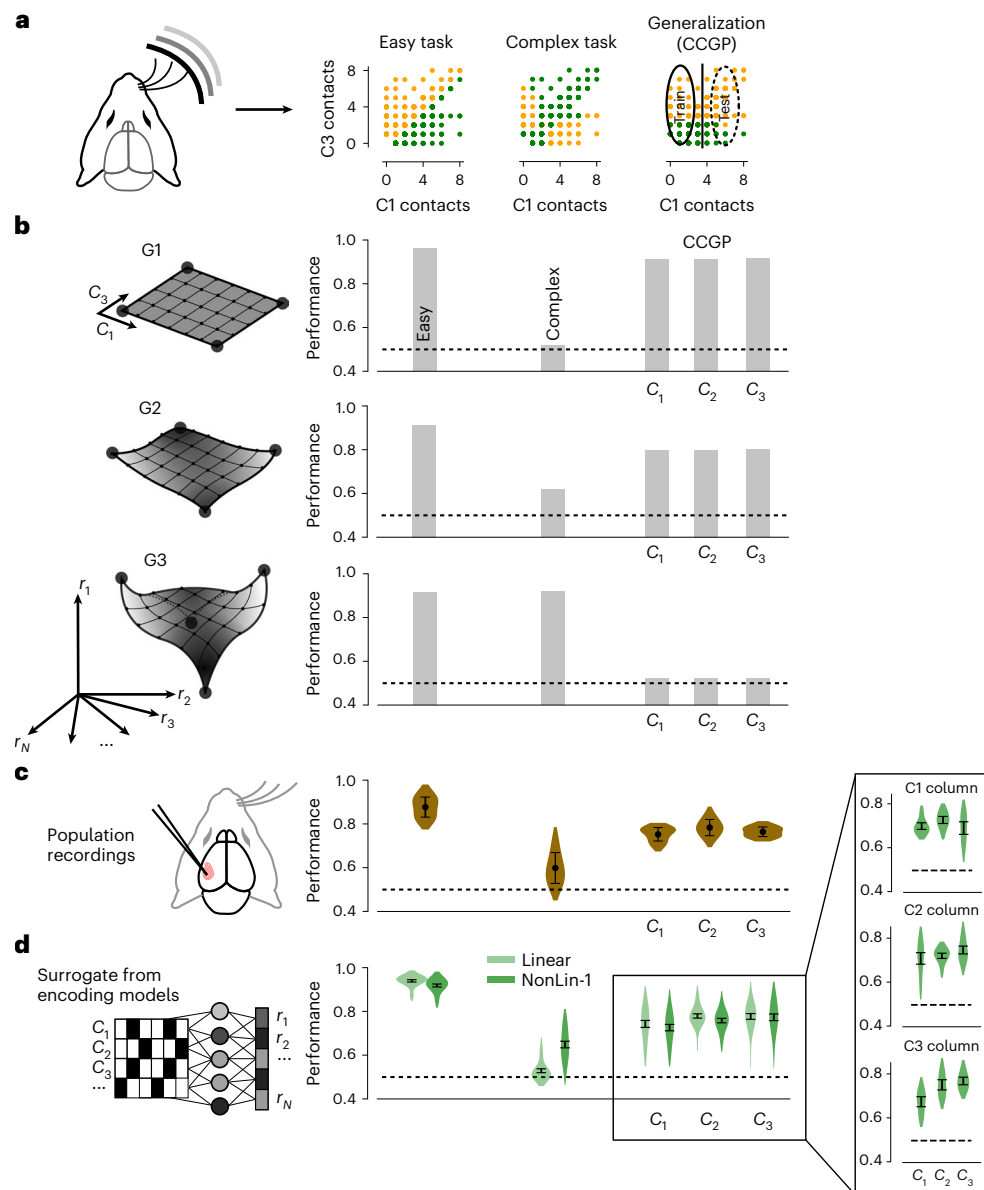 a
Easy task
Complex task
Generalization
(CCGP)
C3 contacts
8
4
0
Train
Test
0 4 8
0 4 8
0 4 8
C1 contacts
C1 contacts
C1 contacts
b
G1
C3
C1
Performance
1.0
0.8
0.6
0.4
Easy
Complex
CCGP
C1 C2 C3
G2
Performance
1.0
0.8
0.6
0.4
C1 C2 C3
G3
r1
r2
r3
rN
...
Performance
1.0
0.8
0.6
0.4
C1 C2 C3
c
Population
recordings
Performance
1.0
0.8
0.6
0.4
C1 C2 C3
d
Surrogate from
encoding models
C1
C2
C3
...
r1
r2
...
rN
Performance
1.0
0.8
0.6
0.4
Linear
NonLin-1
C1 C2 C3
C1 column
0.8
0.6
0.4
C2 column
0.8
0.6
0.4
C3 column
0.8
0.6
0.4
C1 C2 C3